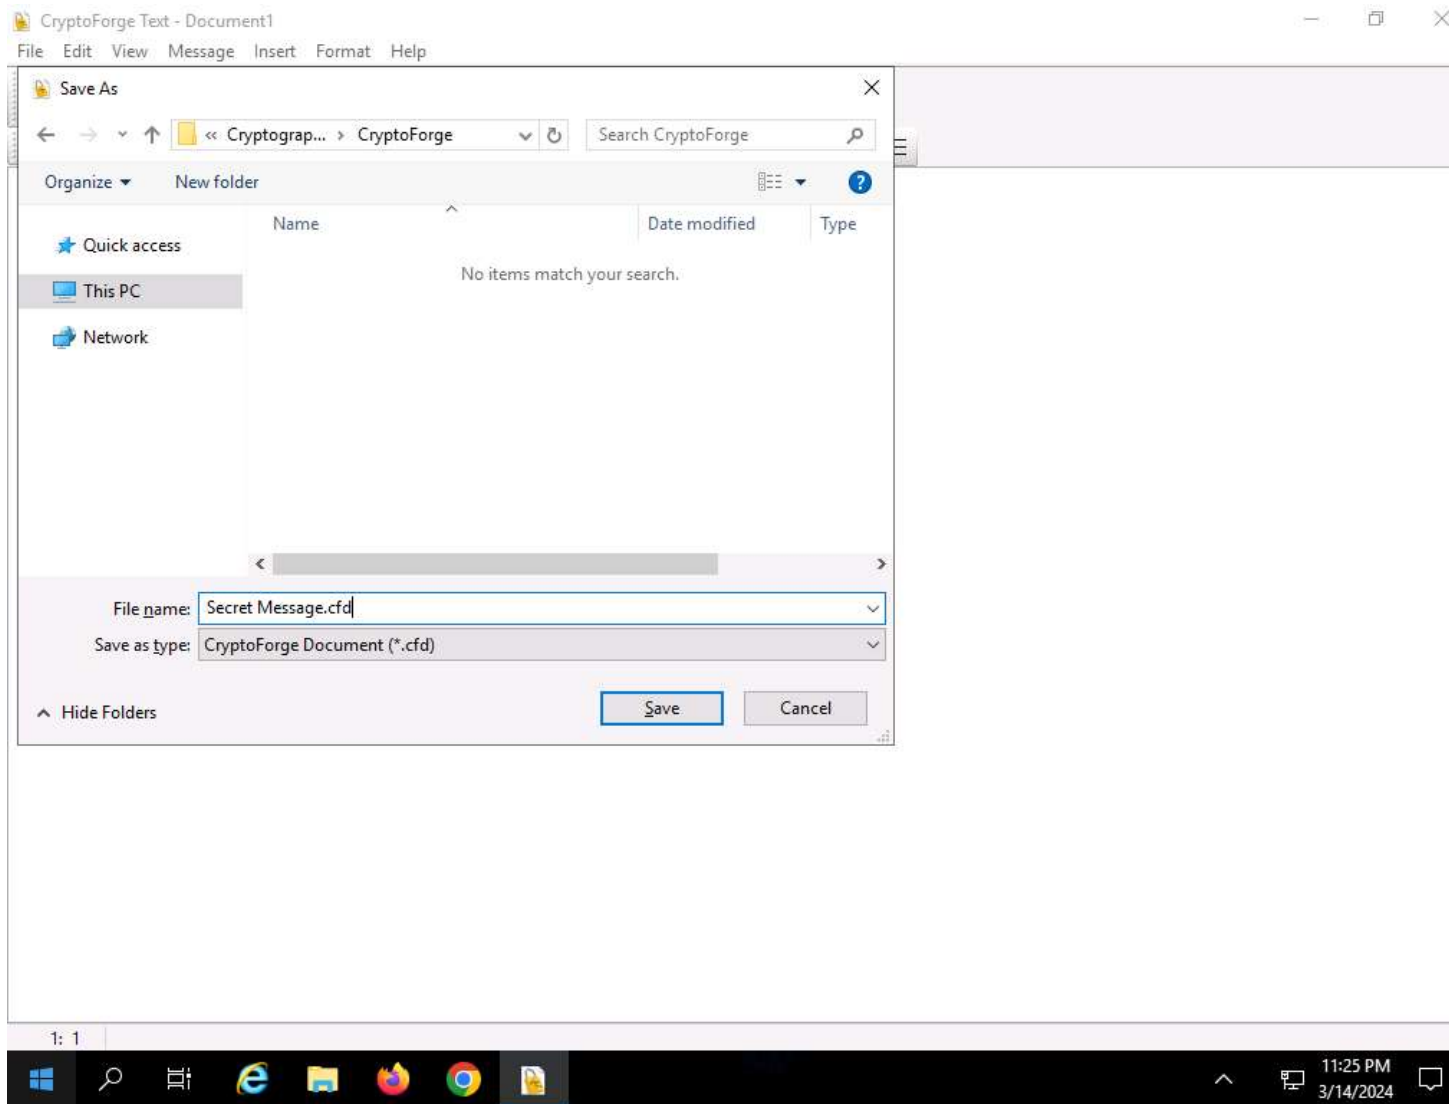 CryptoForge Text - Document1
File Edit View Message Insert Format Help
Save As
« Cryptograp... › CryptoForge
Search CryptoForge
Organize
New folder
Name
Date modified
Type
Quick access
No items match your search.
This PC
Network
File name: Secret Message.cfd
Save as type: CryptoForge Document (*.cfd)
Hide Folders
Save
Cancel
1: 1
11:25 PM
3/14/2024